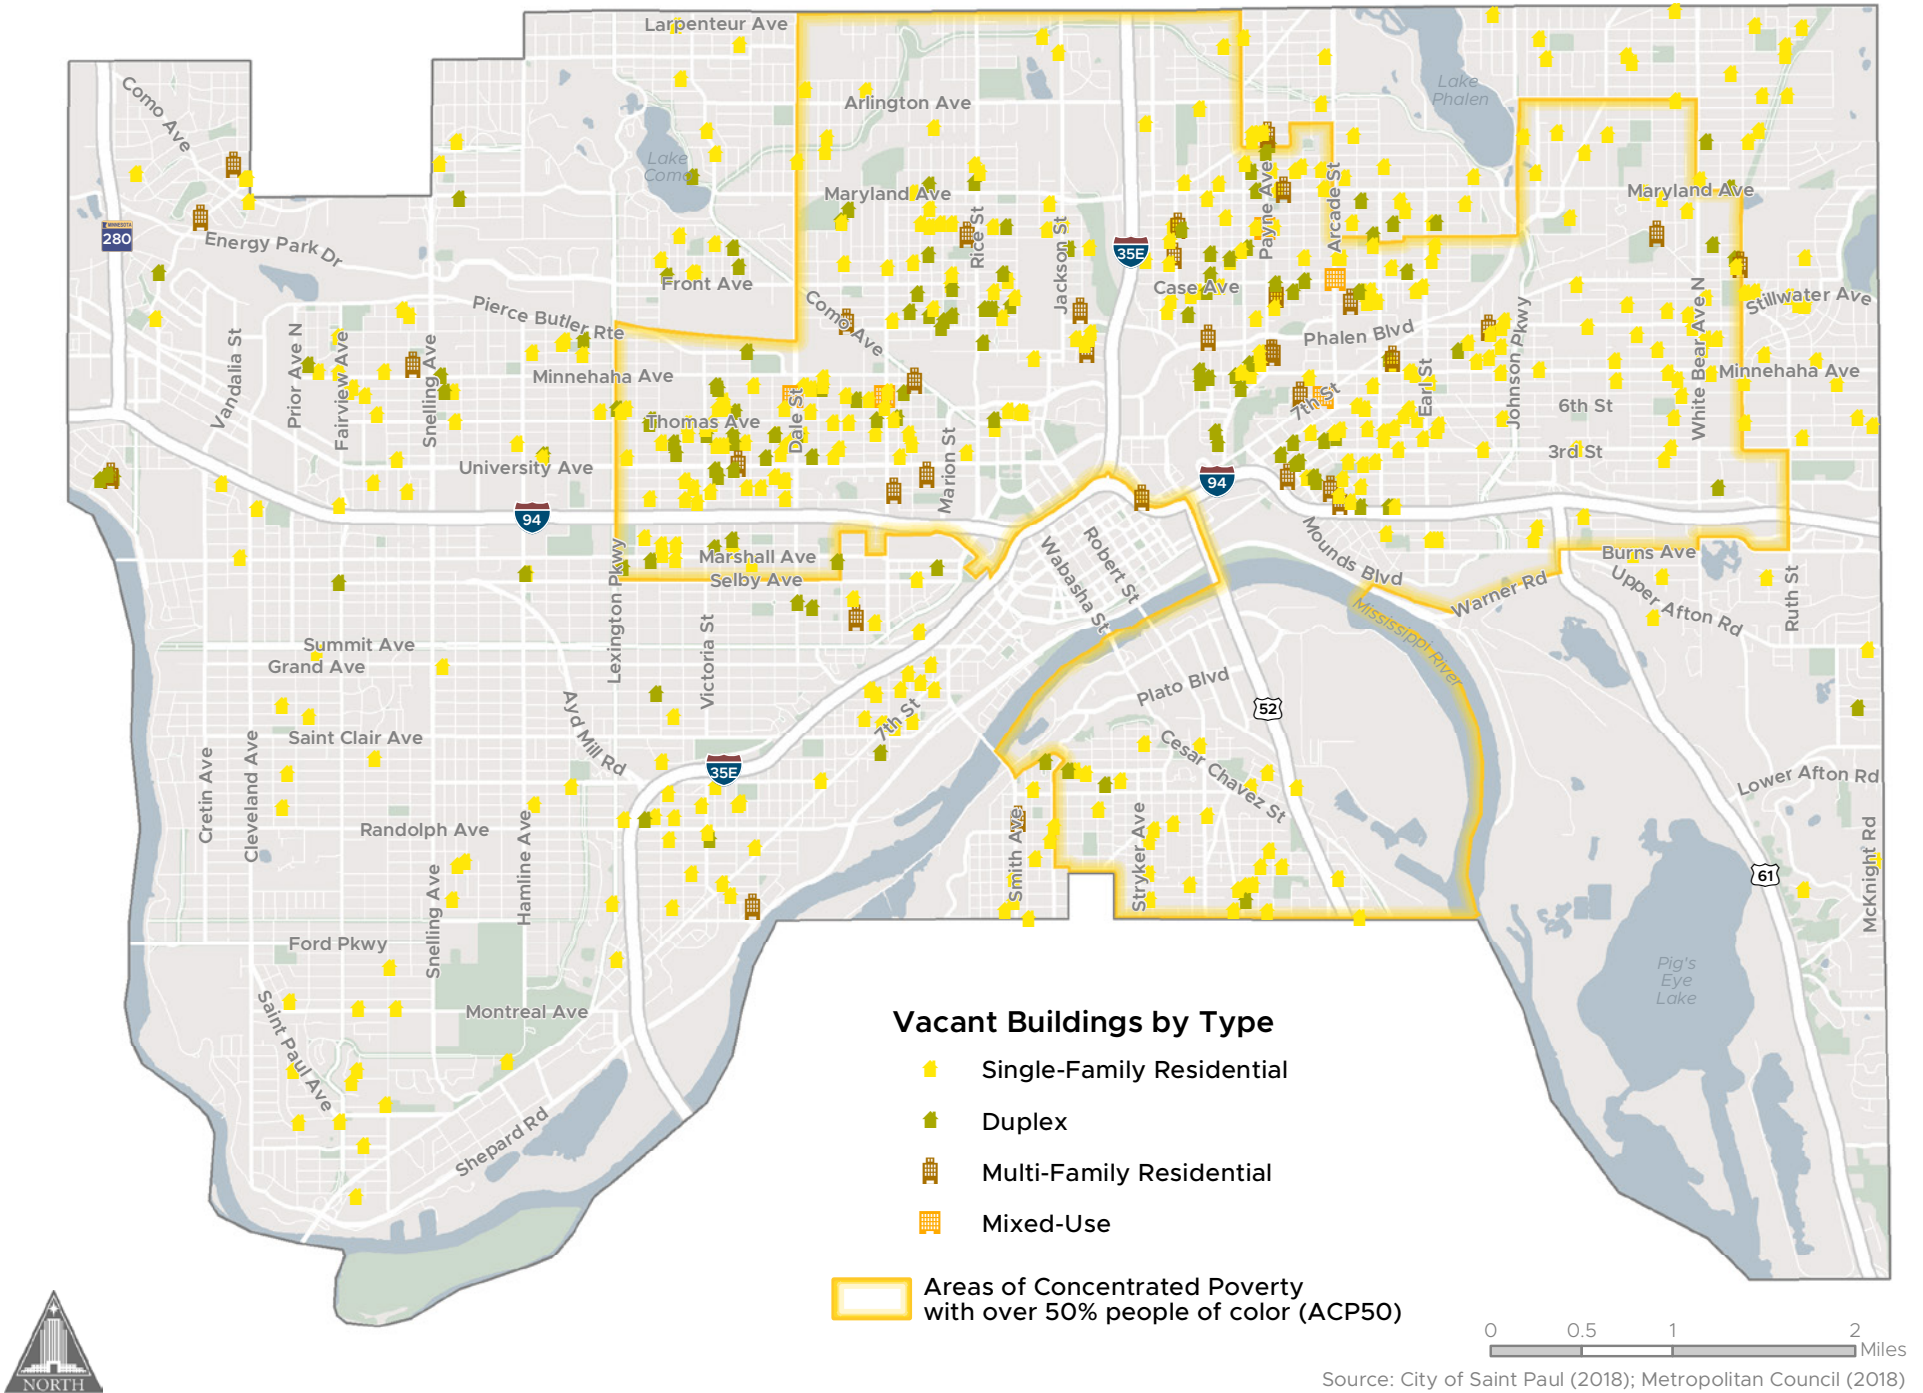 Larpenteur Ave
Como Ave
Arlington Ave
Lake
Phalen
Lake
Como
Maryland Ave
Maryland Ave
MINNESOTA
280
Energy Park Dr
Rice St
Jackson St
35E
Payne Ave
Arcade St
Front Ave
Case Ave
Pierce Butler Rte
Como Ave
Phalen Blvd
Johnson Pkwy
White Bear Ave N
Stillwater Ave
Vandalia St
Prior Ave N
Fairview Ave
Snelling Ave
Minnehaha Ave
Minnehaha Ave
Thomas Ave
Dale St
Marion St
7th St
Earl St
6th St
3rd St
University Ave
94
94
Lexington Pkwy
Marshall Ave
Selby Ave
Wabasha St
Robert St
Mounds Blvd
Burns Ave
Upper Afton Rd
Warner Rd
Ruth St
Mississippi River
Summit Ave
Grand Ave
Victoria St
Ayd Mill Rd
Plato Blvd
52
7th St
Saint Clair Ave
Cesar Chavez St
35E
Cretin Ave
Cleveland Ave
Lower Afton Rd
Randolph Ave
Hamline Ave
Snelling Ave
Smith Ave
Stryker Ave
61
McKnight Rd
Ford Pkwy
Pig's
Eye
Lake
Saint Paul Ave
Montreal Ave
Shepard Rd
Vacant Buildings by Type
Single-Family Residential
Duplex
Multi-Family Residential
Mixed-Use
Areas of Concentrated Poverty
with over 50% people of color (ACP50)
NORTH
0 0.5 1 2
Miles
Source: City of Saint Paul (2018); Metropolitan Council (2018)